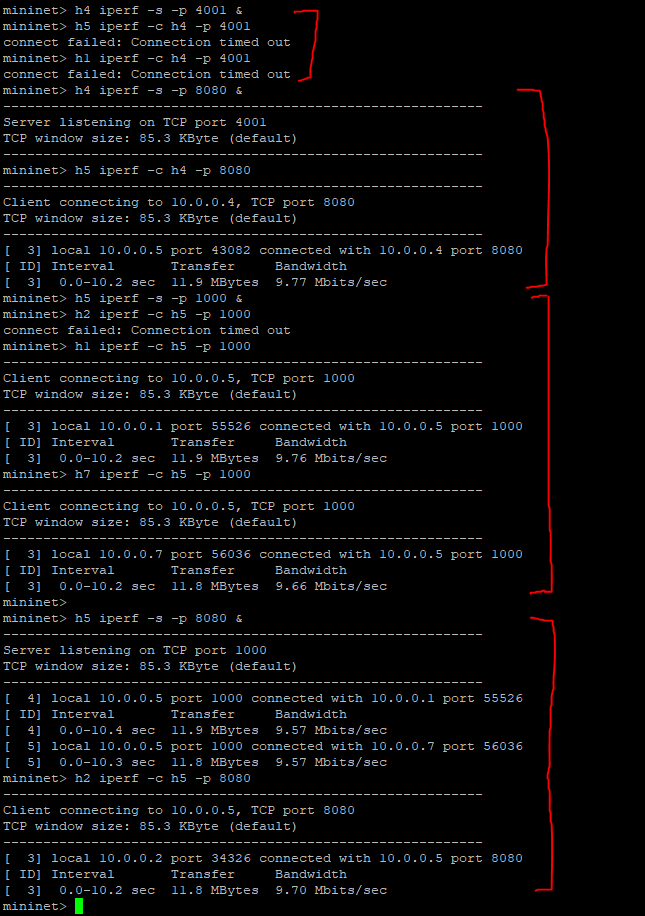 mininet> h4 iperf -s -p 4001 &
mininet> h5 iperf -c h4 -p 4001
connect failed: Connection timed out
mininet> h1 iperf -c h4 -p 4001
connect failed: Connection timed out
mininet> h4 iperf -s -p 8080 &
------------------------------------------------------------
Server listening on TCP port 4001
TCP window size: 85.3 KByte (default)
------------------------------------------------------------
mininet> h5 iperf -c h4 -p 8080
------------------------------------------------------------
Client connecting to 10.0.0.4, TCP port 8080
TCP window size: 85.3 KByte (default)
------------------------------------------------------------
[  3] local 10.0.0.5 port 43082 connected with 10.0.0.4 port 8080
[ ID] Interval       Transfer     Bandwidth
[  3]  0.0-10.2 sec  11.9 MBytes  9.77 Mbits/sec
mininet> h5 iperf -s -p 1000 &
mininet> h2 iperf -c h5 -p 1000
connect failed: Connection timed out
mininet> h1 iperf -c h5 -p 1000
------------------------------------------------------------
Client connecting to 10.0.0.5, TCP port 1000
TCP window size: 85.3 KByte (default)
------------------------------------------------------------
[  3] local 10.0.0.1 port 55526 connected with 10.0.0.5 port 1000
[ ID] Interval       Transfer     Bandwidth
[  3]  0.0-10.2 sec  11.9 MBytes  9.76 Mbits/sec
mininet> h7 iperf -c h5 -p 1000
------------------------------------------------------------
Client connecting to 10.0.0.5, TCP port 1000
TCP window size: 85.3 KByte (default)
------------------------------------------------------------
[  3] local 10.0.0.7 port 56036 connected with 10.0.0.5 port 1000
[ ID] Interval       Transfer     Bandwidth
[  3]  0.0-10.2 sec  11.8 MBytes  9.66 Mbits/sec
mininet>
mininet> h5 iperf -s -p 8080 &
------------------------------------------------------------
Server listening on TCP port 1000
TCP window size: 85.3 KByte (default)
------------------------------------------------------------
[  4] local 10.0.0.5 port 1000 connected with 10.0.0.1 port 55526
[ ID] Interval       Transfer     Bandwidth
[  4]  0.0-10.4 sec  11.9 MBytes  9.57 Mbits/sec
[  5] local 10.0.0.5 port 1000 connected with 10.0.0.7 port 56036
[  5]  0.0-10.3 sec  11.8 MBytes  9.57 Mbits/sec
mininet> h2 iperf -c h5 -p 8080
------------------------------------------------------------
Client connecting to 10.0.0.5, TCP port 8080
TCP window size: 85.3 KByte (default)
------------------------------------------------------------
[  3] local 10.0.0.2 port 34326 connected with 10.0.0.5 port 8080
[ ID] Interval       Transfer     Bandwidth
[  3]  0.0-10.2 sec  11.8 MBytes  9.70 Mbits/sec
mininet>